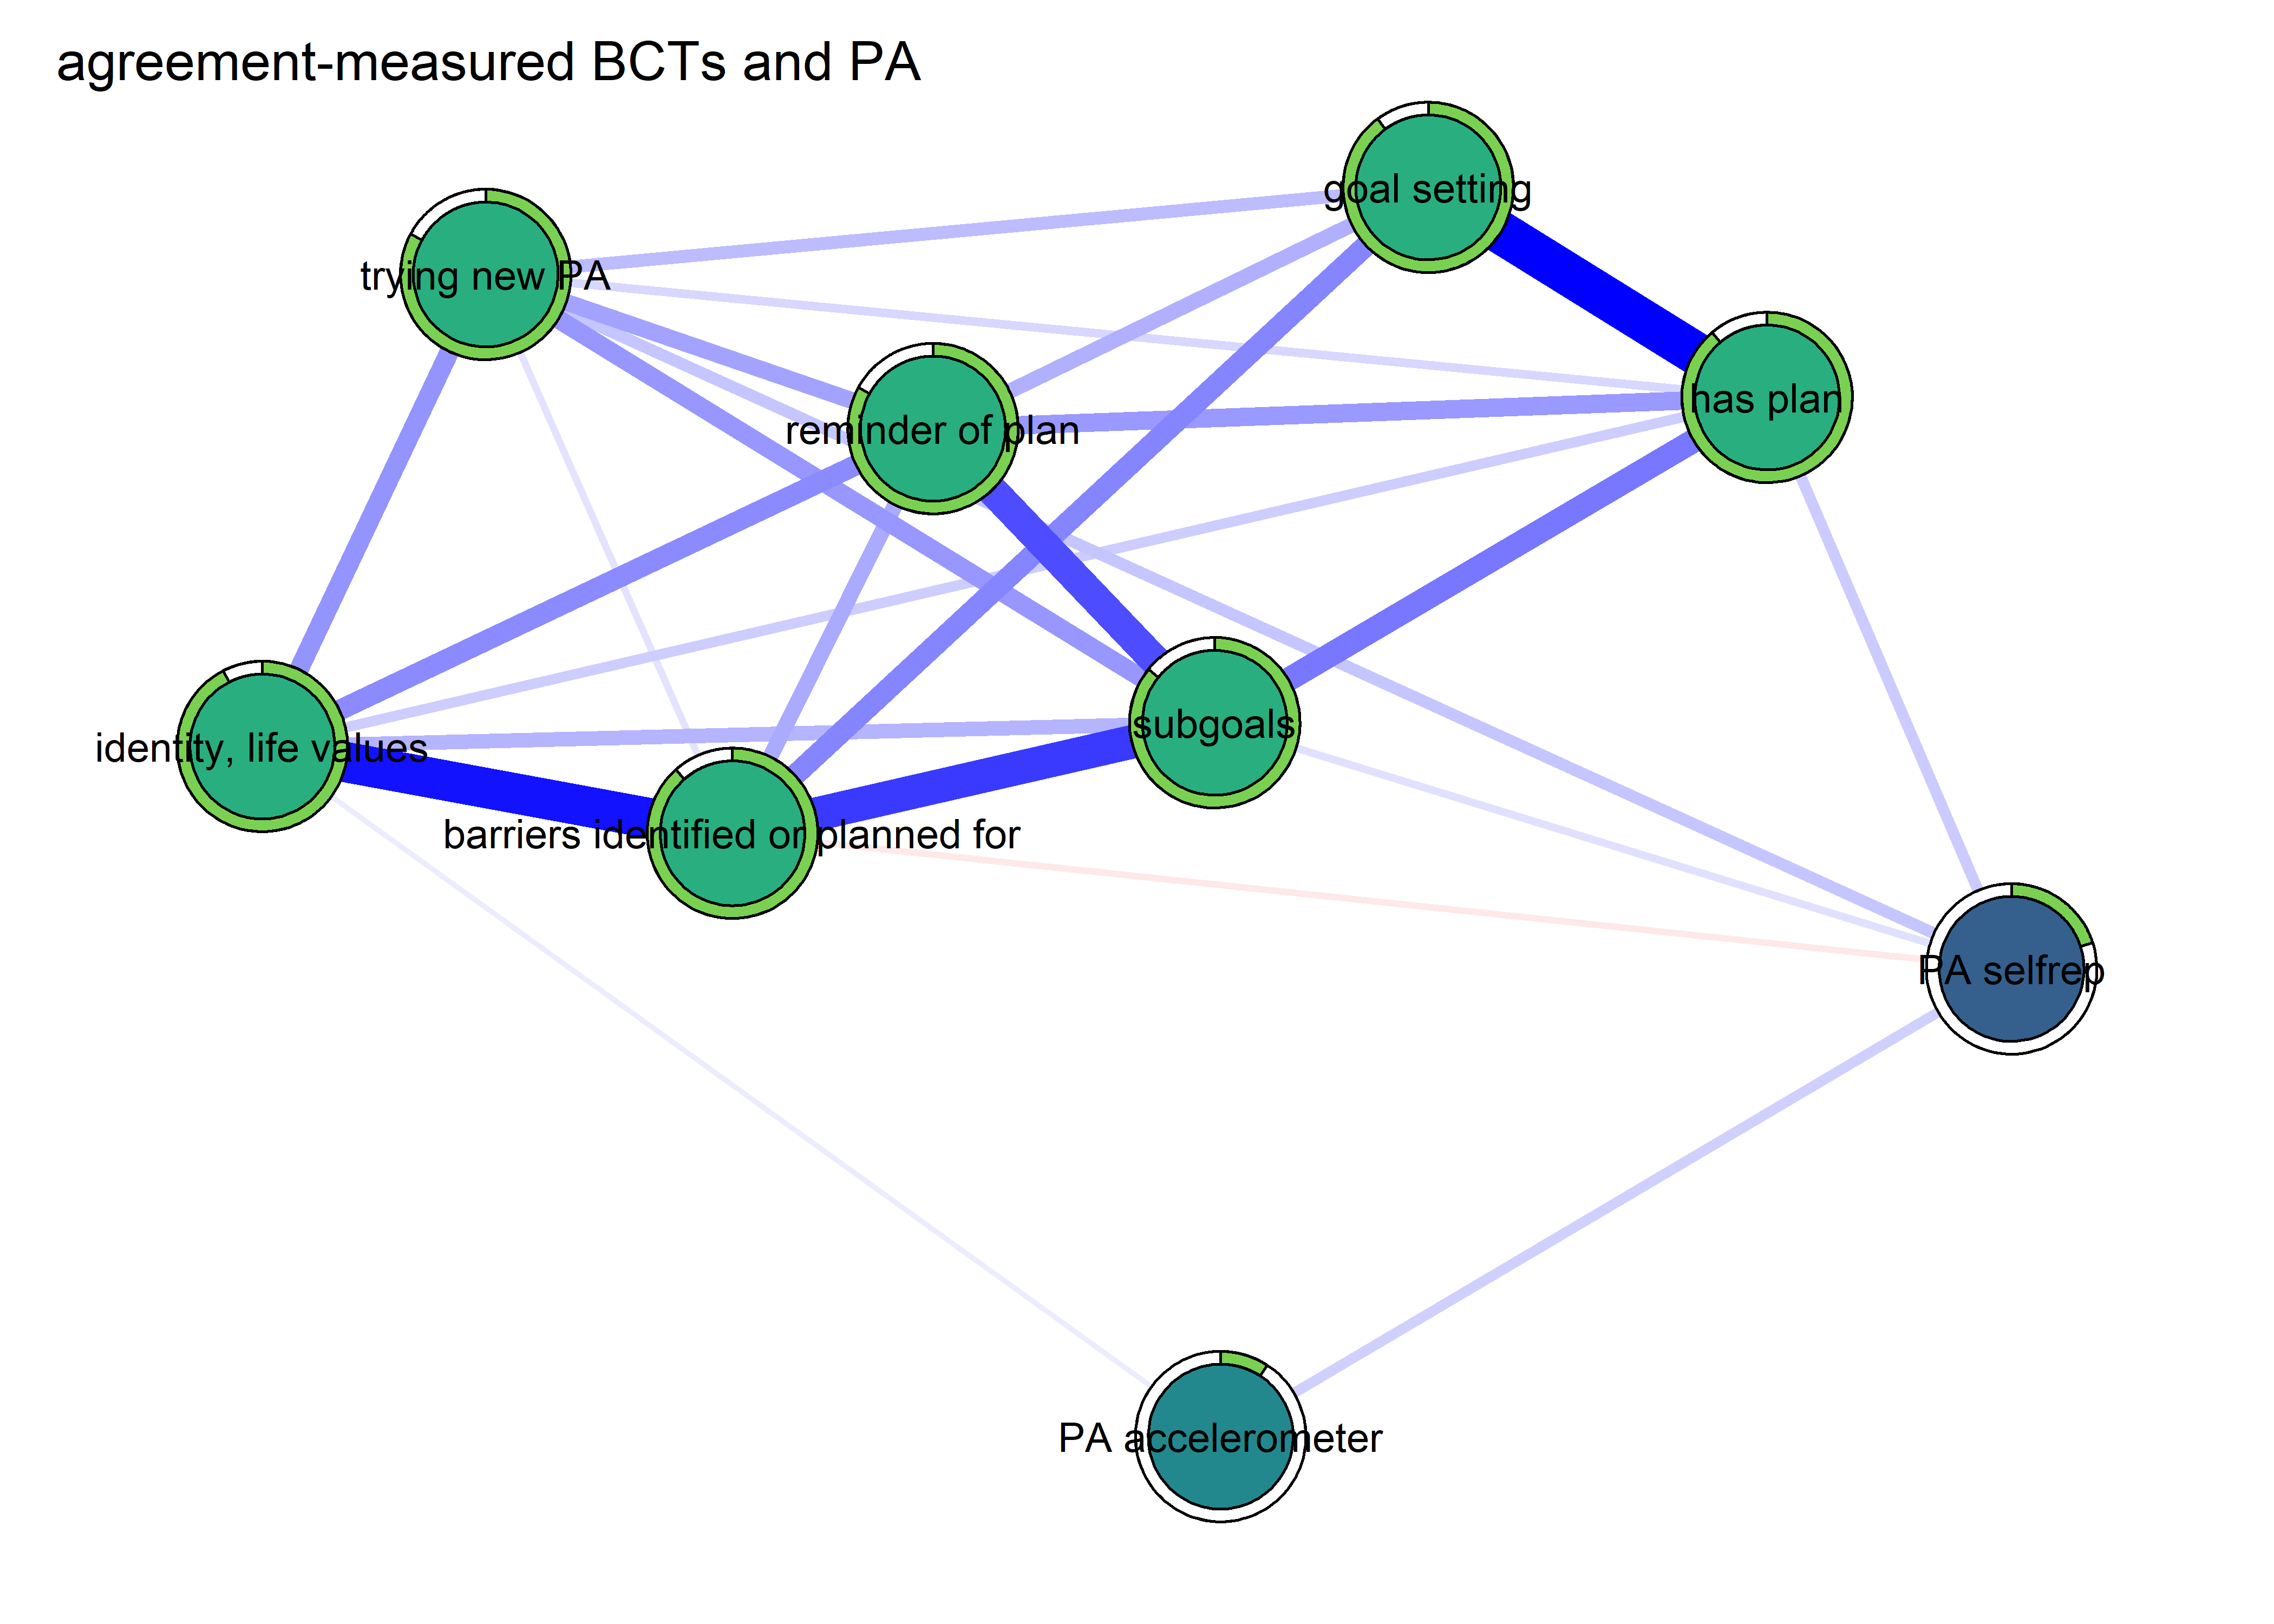 agreement-measured BCTs and PA
goal setting
trying new PA
has plan
reminder of plan
subgoals
identity, life values
barriers identified or planned for
PA selfrep
PA accelerometer